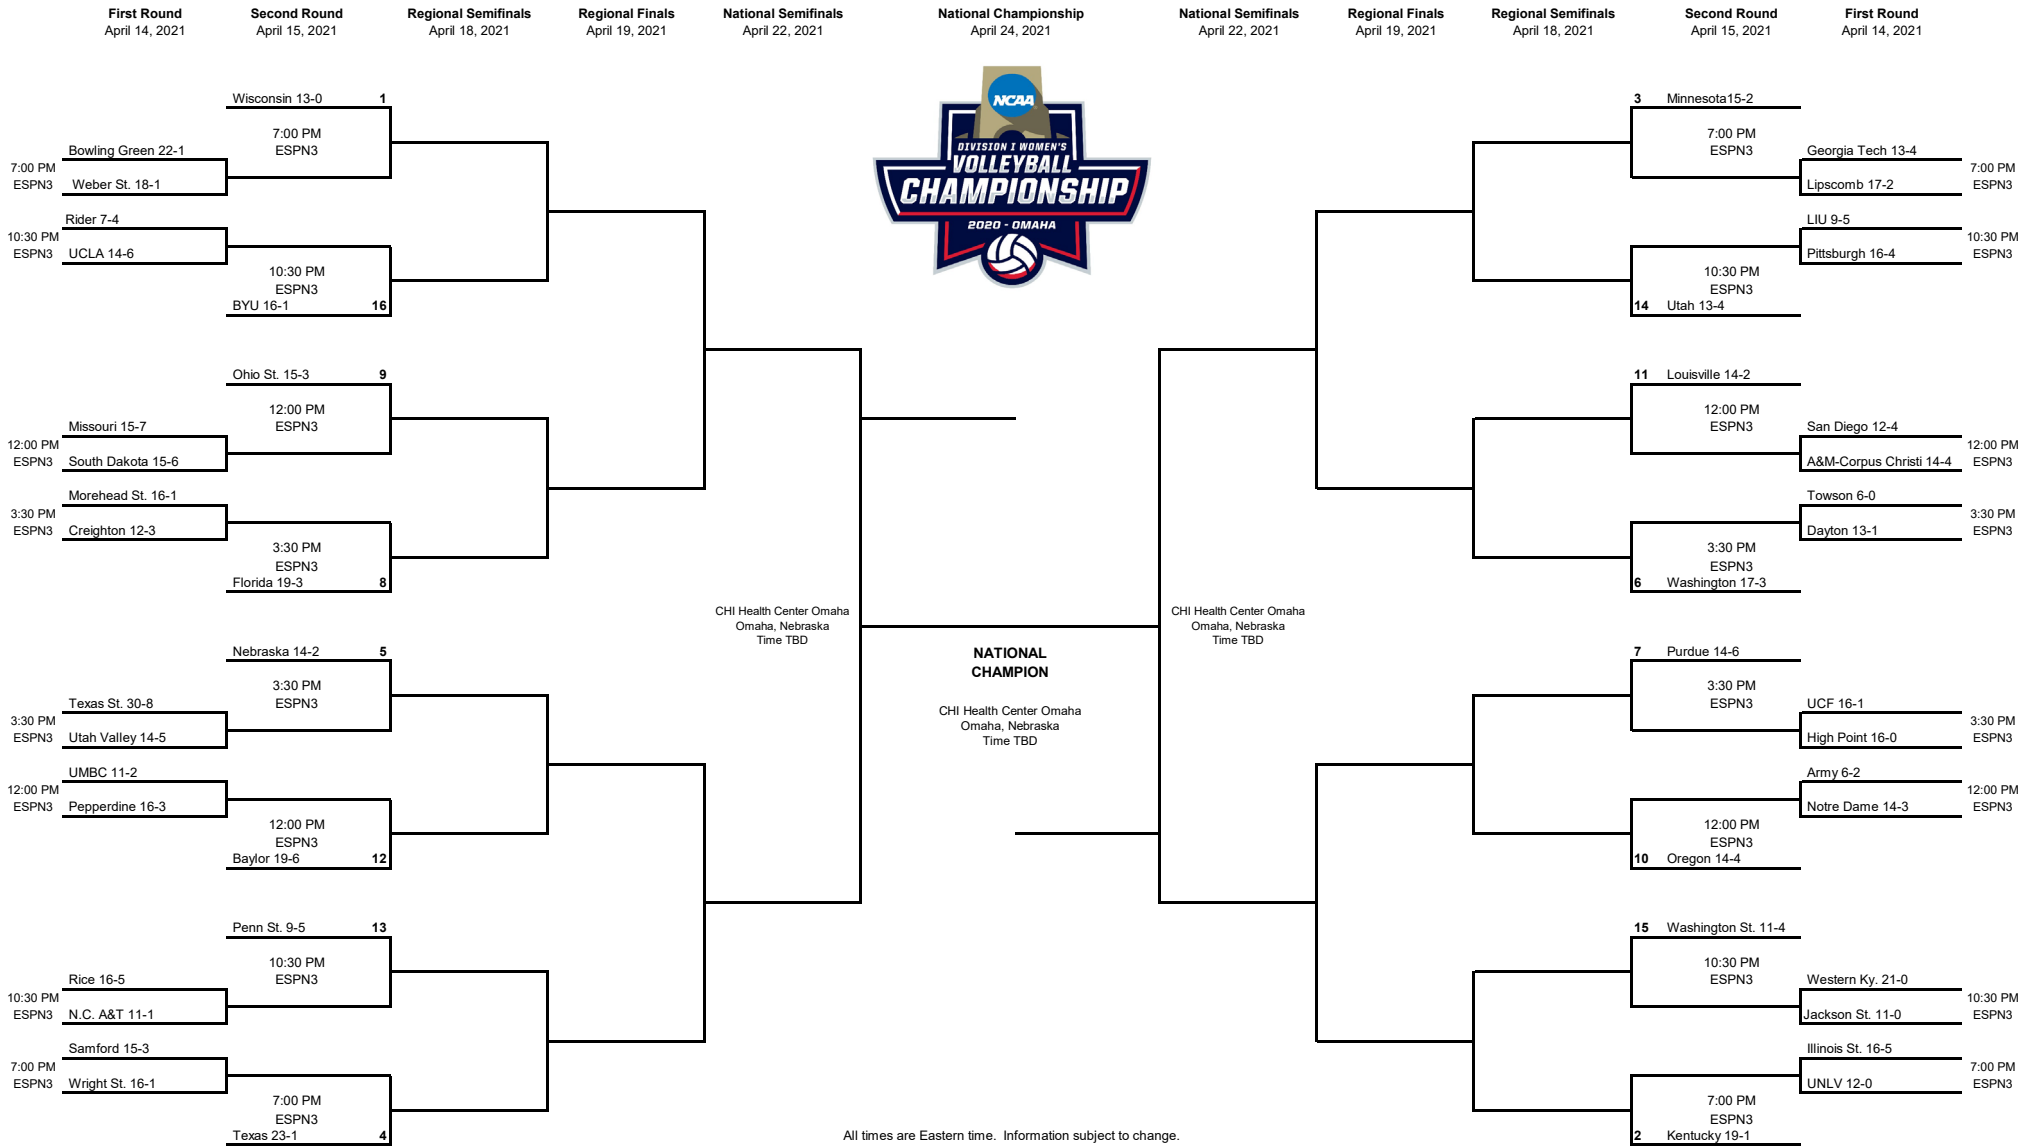 First Round
April 14, 2021
Second Round
April 15, 2021
Regional Semifinals
April 18, 2021
Regional Finals
April 19, 2021
National Semifinals
April 22, 2021
National Championship
April 24, 2021
National Semifinals
April 22, 2021
Regional Finals
April 19, 2021
Regional Semifinals
April 18, 2021
Second Round
April 15, 2021
First Round
April 14, 2021
Wisconsin 13-0 1
7:00 PM
ESPN3
Bowling Green 22-1
7:00 PM
ESPN3
Weber St. 18-1
Rider 7-4
10:30 PM
ESPN3
UCLA 14-6
10:30 PM
ESPN3
BYU 16-1 16
Ohio St. 15-3 9
12:00 PM
ESPN3
Missouri 15-7
12:00 PM
ESPN3
South Dakota 15-6
Morehead St. 16-1
3:30 PM
ESPN3
Creighton 12-3
3:30 PM
ESPN3
Florida 19-3 8
Nebraska 14-2 5
3:30 PM
ESPN3
Texas St. 30-8
3:30 PM
ESPN3
Utah Valley 14-5
UMBC 11-2
12:00 PM
ESPN3
Pepperdine 16-3
12:00 PM
ESPN3
Baylor 19-6 12
Penn St. 9-5 13
10:30 PM
ESPN3
Rice 16-5
10:30 PM
ESPN3
N.C. A&T 11-1
Samford 15-3
7:00 PM
ESPN3
Wright St. 16-1
7:00 PM
ESPN3
Texas 23-1 4
NCAA
DIVISION I WOMEN'S
VOLLEYBALL
CHAMPIONSHIP
2020 - OMAHA
CHI Health Center Omaha
Omaha, Nebraska
Time TBD
NATIONAL
CHAMPION
CHI Health Center Omaha
Omaha, Nebraska
Time TBD
CHI Health Center Omaha
Omaha, Nebraska
Time TBD
3 Minnesota15-2
7:00 PM
ESPN3
Georgia Tech 13-4
7:00 PM
ESPN3
Lipscomb 17-2
LIU 9-5
10:30 PM
ESPN3
Pittsburgh 16-4
10:30 PM
ESPN3
14 Utah 13-4
11 Louisville 14-2
12:00 PM
ESPN3
San Diego 12-4
12:00 PM
ESPN3
A&M-Corpus Christi 14-4
Towson 6-0
3:30 PM
ESPN3
Dayton 13-1
3:30 PM
ESPN3
6 Washington 17-3
7 Purdue 14-6
3:30 PM
ESPN3
UCF 16-1
3:30 PM
ESPN3
High Point 16-0
Army 6-2
12:00 PM
ESPN3
Notre Dame 14-3
12:00 PM
ESPN3
10 Oregon 14-4
15 Washington St. 11-4
10:30 PM
ESPN3
Western Ky. 21-0
10:30 PM
ESPN3
Jackson St. 11-0
Illinois St. 16-5
7:00 PM
ESPN3
UNLV 12-0
7:00 PM
ESPN3
2 Kentucky 19-1
All times are Eastern time. Information subject to change.